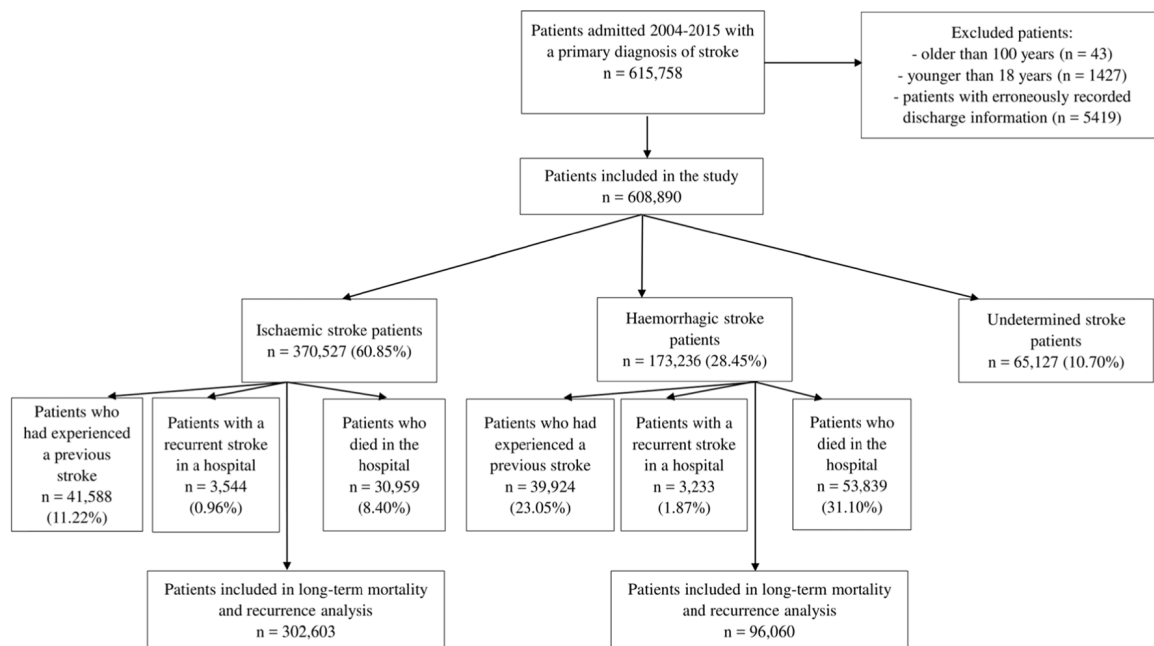 Patients admitted 2004-2015 with
a primary diagnosis of stroke
n = 615,758
Excluded patients:
- older than 100 years (n = 43)
- younger than 18 years (n = 1427)
- patients with erroneously recorded
discharge information (n = 5419)
Patients included in the study
n = 608,890
Ischaemic stroke patients
n = 370,527 (60.85%)
Haemorrhagic stroke
patients
n = 173,236 (28.45%)
Undetermined stroke
patients
n = 65,127 (10.70%)
Patients who
had experienced
a previous
stroke
n = 41,588
(11.22%)
Patients with a
recurrent stroke
in a hospital
n = 3,544
(0.96%)
Patients who
died in the
hospital
n = 30,959
(8.40%)
Patients who had
experienced a
previous stroke
n = 39,924
(23.05%)
Patients with a
recurrent stroke
in a hospital
n = 3,233
(1.87%)
Patients who
died in the
hospital
n = 53,839
(31.10%)
Patients included in long-term mortality
and recurrence analysis
n = 302,603
Patients included in long-term mortality
and recurrence analysis
n = 96,060